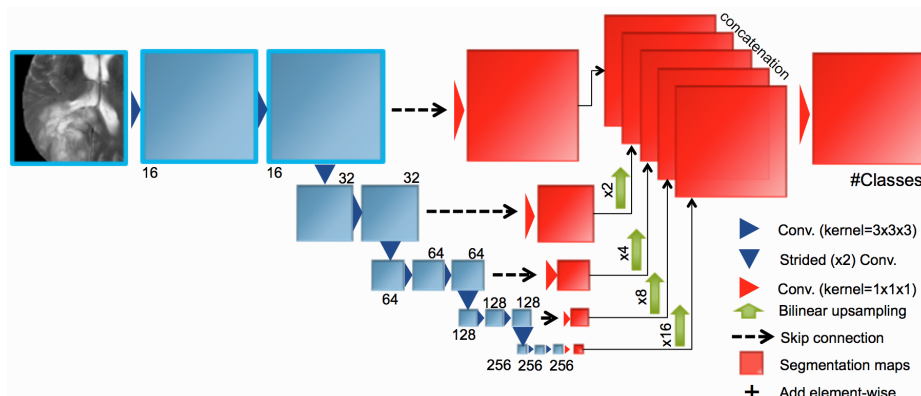 concatenation
16
16
#Classes
32
32
x2
64
64
64
x4
128
128
128
x8
256
256
256
x16
Conv. (kernel=3x3x3)
Strided (x2) Conv.
Conv. (kernel=1x1x1)
Bilinear upsampling
Skip connection
Segmentation maps
+ Add element-wise